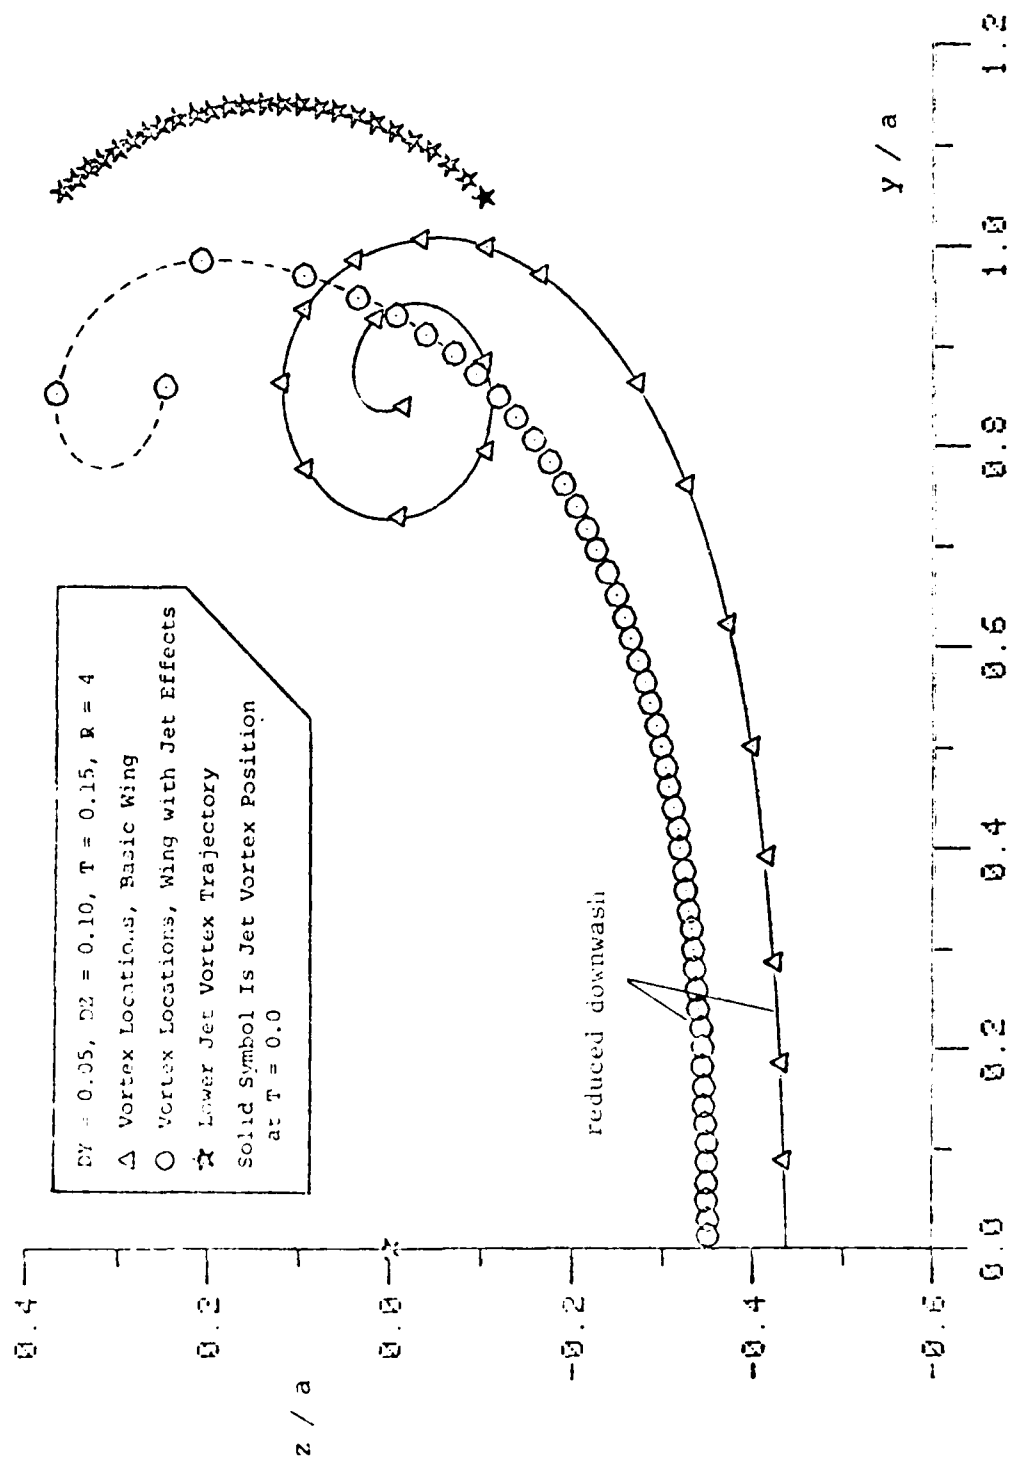 DY = 0.05, DZ = 0.10, T = 0.15, R = 4
△ Vortex Locations, Basic Wing
○ Vortex Locations, Wing with Jet Effects
☆ Lower Jet Vortex Trajectory
Solid Symbol Is Jet Vortex Position
at T = 0.0
z / a
0.4
0.2
0.0
-0.2
-0.4
-0.6
reduced downwash
0.0
0.2
0.4
0.6
0.8
1.0
1.2
y / a